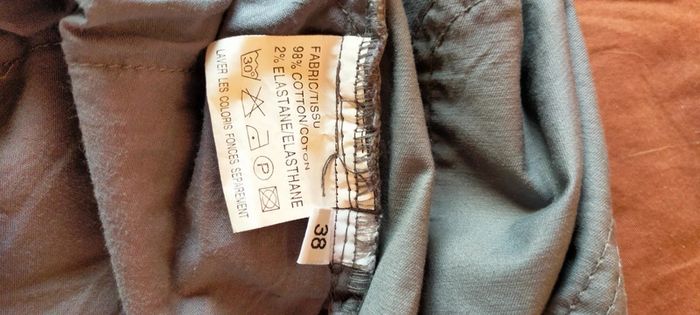 FABRIC/TISSU
98% COTTON/COTON
2% ELASTANE/ELASTHANE
30°
P
LAVER LES COLORIS FONCES SEPAREMENT
38